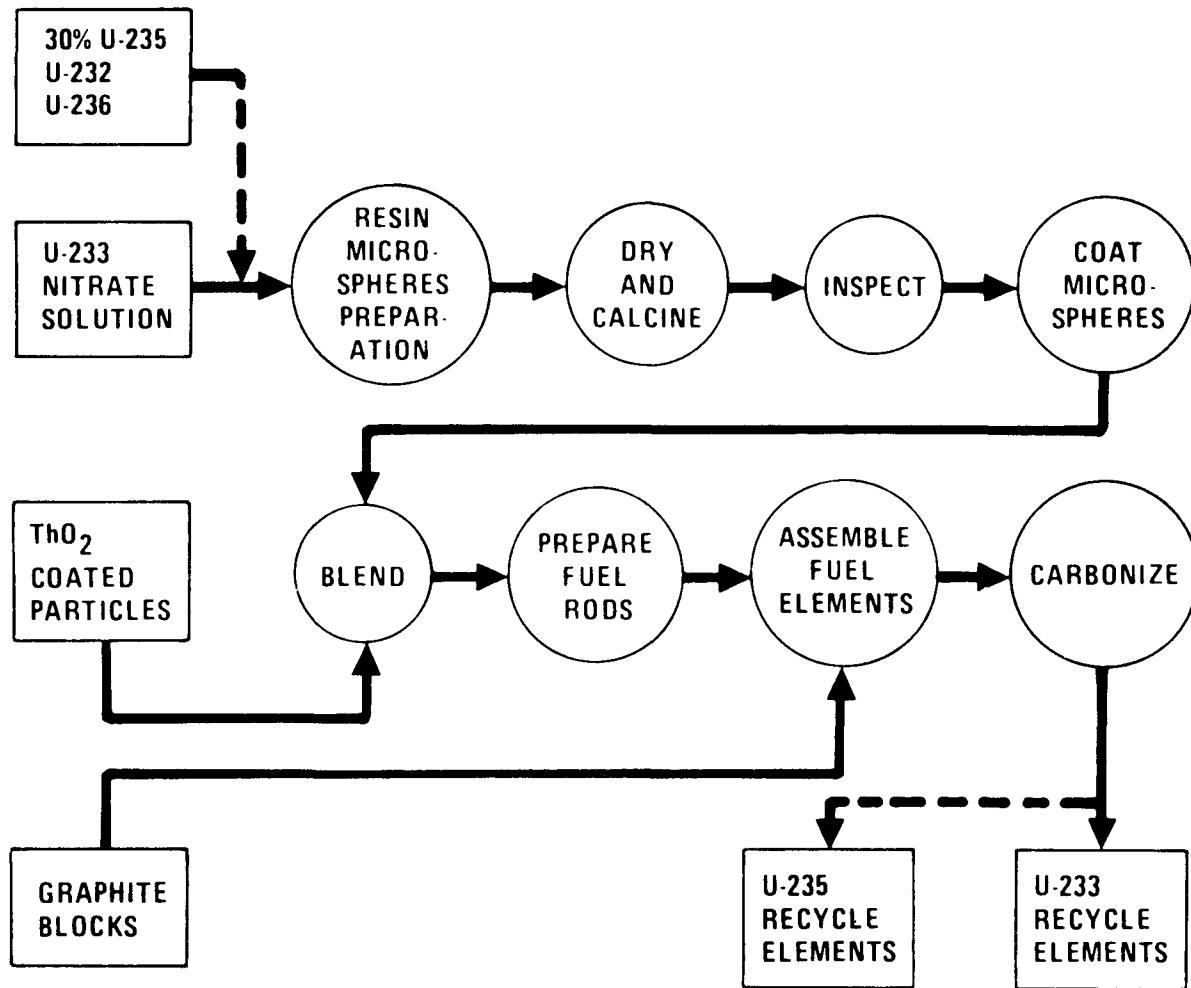 30% U-235
U-232
U-236
U-233
NITRATE
SOLUTION
RESIN
MICRO-
SPHERES
PREPAR-
ATION
DRY
AND
CALCINE
INSPECT
COAT
MICRO-
SPHERES
ThO2
COATED
PARTICLES
BLEND
PREPARE
FUEL
RODS
ASSEMBLE
FUEL
ELEMENTS
CARBONIZE
GRAPHITE
BLOCKS
U-235
RECYCLE
ELEMENTS
U-233
RECYCLE
ELEMENTS